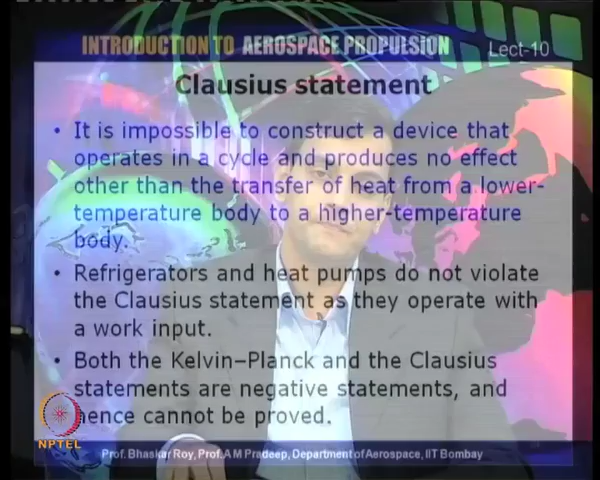 INTRODUCTION TO AEROSPACE PROPULSION
Lect-10
Clausius statement
• It is impossible to construct a device that
operates in a cycle and produces no effect
other than the transfer of heat from a lower-
temperature body to a higher-temperature
body.
• Refrigerators and heat pumps do not violate
the Clausius statement as they operate with
a work input.
• Both the Kelvin–Planck and the Clausius
statements are negative statements, and
hence cannot be proved.
NPTEL
Prof. Bhaskar Roy, Prof. A M Pradeep, Department of Aerospace, IIT Bombay